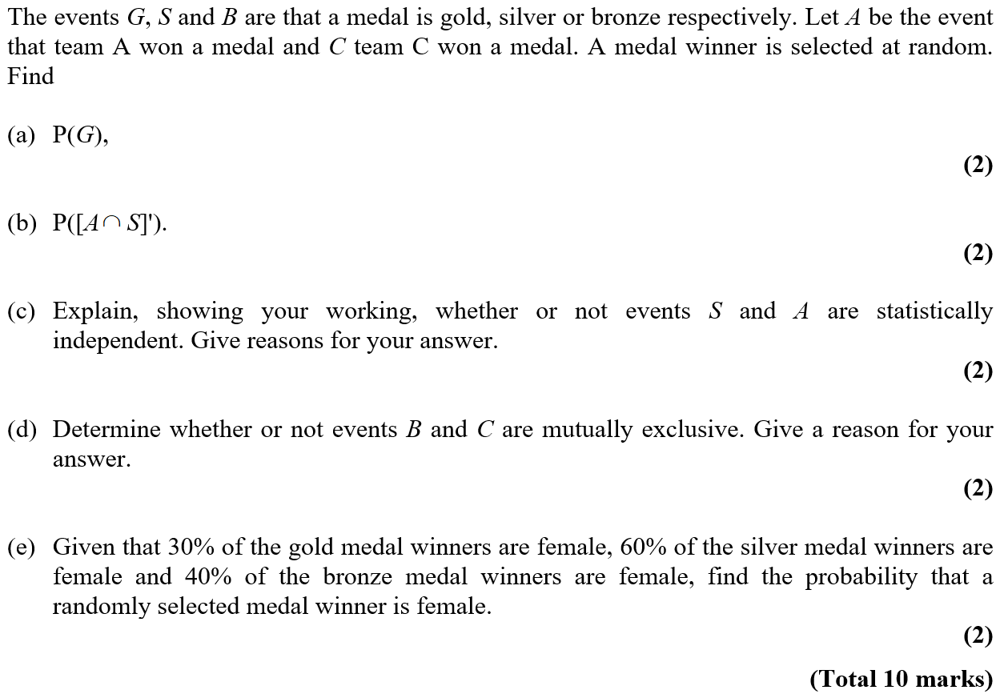 The events G, S and B are that a medal is gold, silver or bronze respectively. Let A be the event
that team A won a medal and C team C won a medal. A medal winner is selected at random.
Find
(a) P(G),
(2)
(b) P([A∩ S]').
(2)
(c) Explain, showing your working, whether or not events S and A are statistically
independent. Give reasons for your answer.
(2)
(d) Determine whether or not events B and C are mutually exclusive. Give a reason for your
answer.
(2)
(e) Given that 30% of the gold medal winners are female, 60% of the silver medal winners are
female and 40% of the bronze medal winners are female, find the probability that a
randomly selected medal winner is female.
(2)
(Total 10 marks)